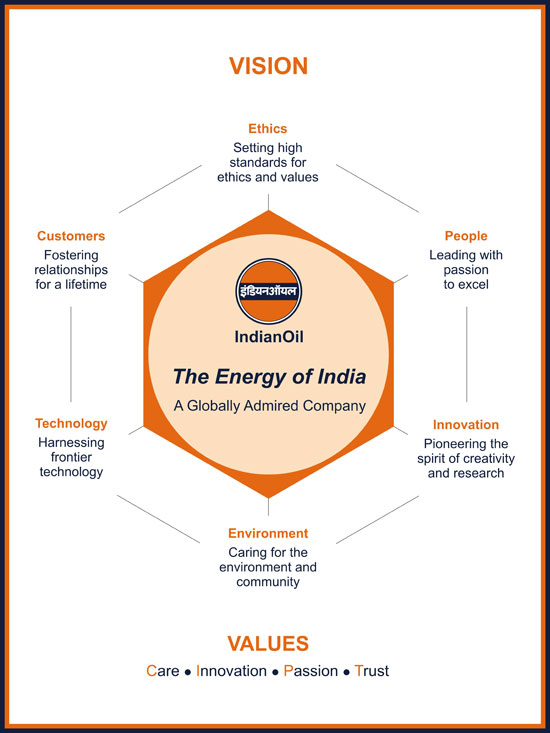 VISION
Ethics
Setting high
standards for
ethics and values
Customers
Fostering
relationships
for a lifetime
People
Leading with
passion
to excel
इंडियनऑयल
IndianOil
The Energy of India
A Globally Admired Company
Technology
Harnessing
frontier
technology
Innovation
Pioneering the
spirit of creativity
and research
Environment
Caring for the
environment and
community
VALUES
Care ● Innovation ● Passion ● Trust